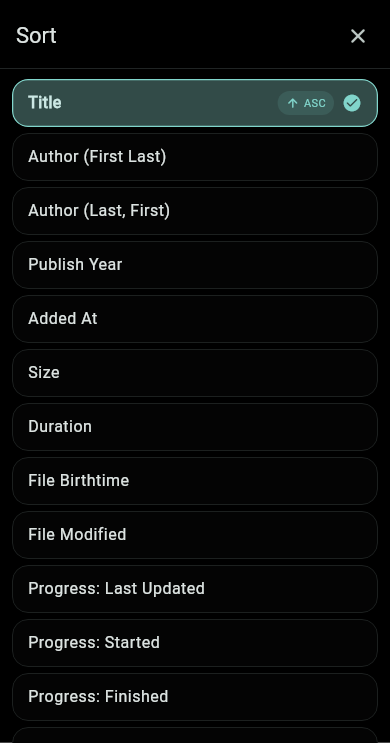 Sort
Title
ASC
Author (First Last)
Author (Last, First)
Publish Year
Added At
Size
Duration
File Birthtime
File Modified
Progress: Last Updated
Progress: Started
Progress: Finished